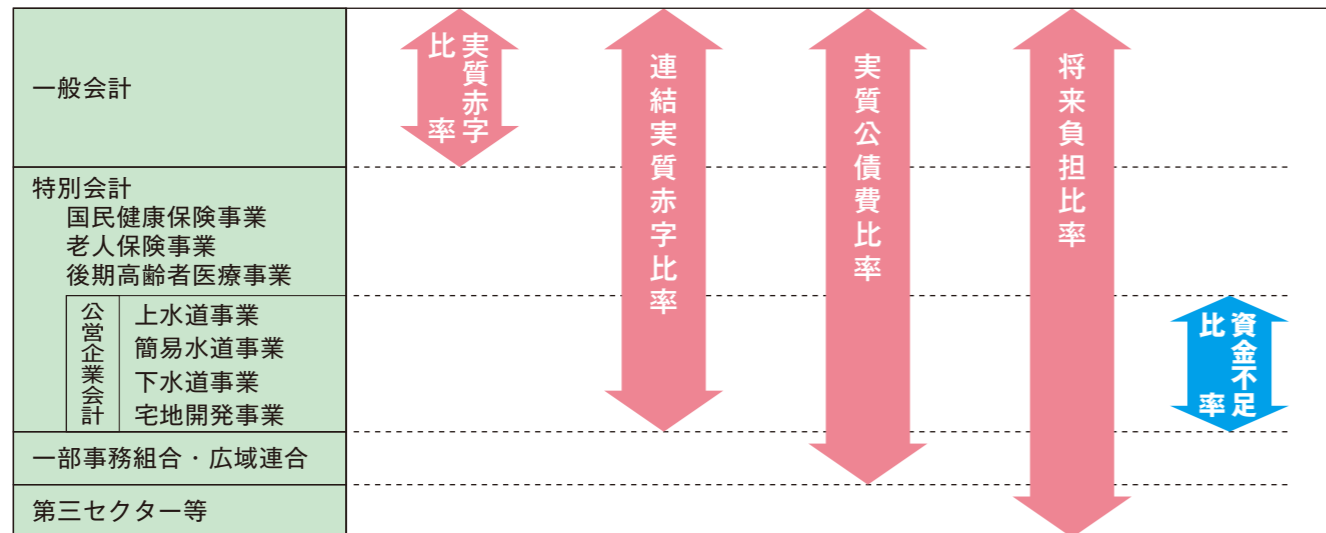 一般会計
特別会計
国民健康保険事業
老人保険事業
後期高齢者医療事業
公営企業会計
上水道事業
簡易水道事業
下水道事業
宅地開発事業
一部事務組合・広域連合
第三セクター等
実質赤字
比率
連結実質赤字比率
実質公債費比率
将来負担比率
資金不足
比率